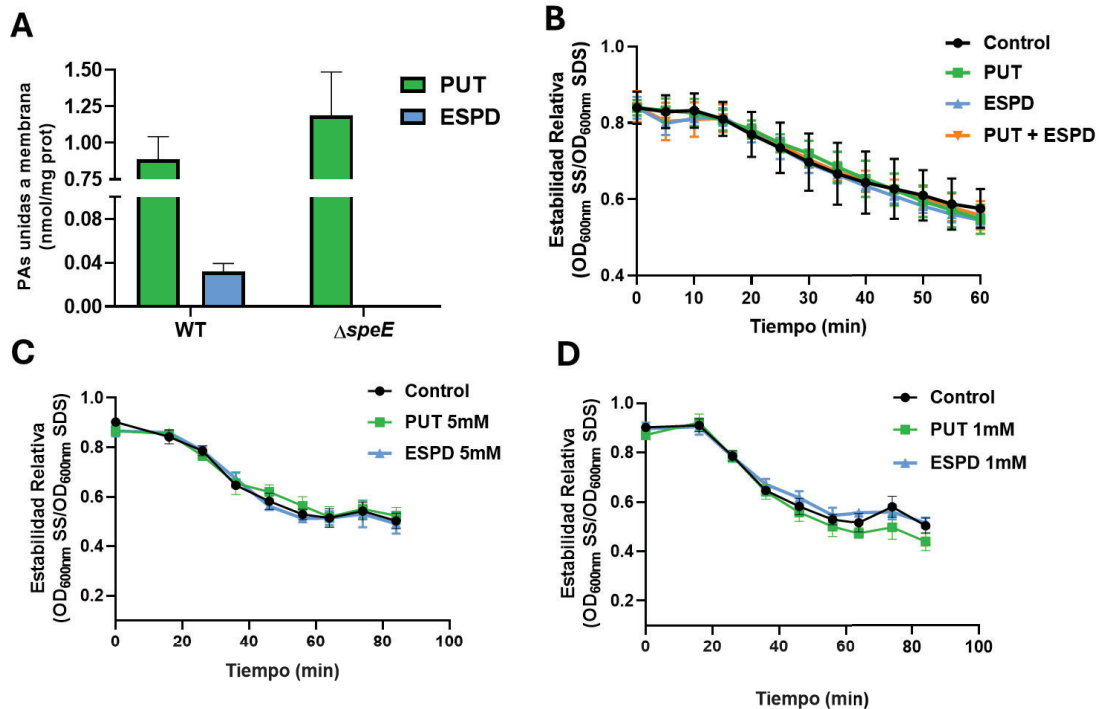 A
PAs unidas a membrana
(nmol/mg prot)
1.50
1.25
1.00
0.75
0.08
0.04
0.00
WT
ΔspeE
PUT
ESPD
B
Estabilidad Relativa
(OD600nm SS/OD600nm SDS)
1.0
0.8
0.6
0.4
0
10
20
30
40
50
60
Tiempo (min)
Control
PUT
ESPD
PUT + ESPD
C
Estabilidad Relativa
(OD600nm SS/OD600nm SDS)
1.0
0.8
0.6
0.4
0.2
0
20
40
60
80
100
Tiempo (min)
Control
PUT 5mM
ESPD 5mM
D
Estabilidad Relativa
(OD600nm SS/OD600nm SDS)
1.0
0.8
0.6
0.4
0.2
0
20
40
60
80
100
Tiempo (min)
Control
PUT 1mM
ESPD 1mM